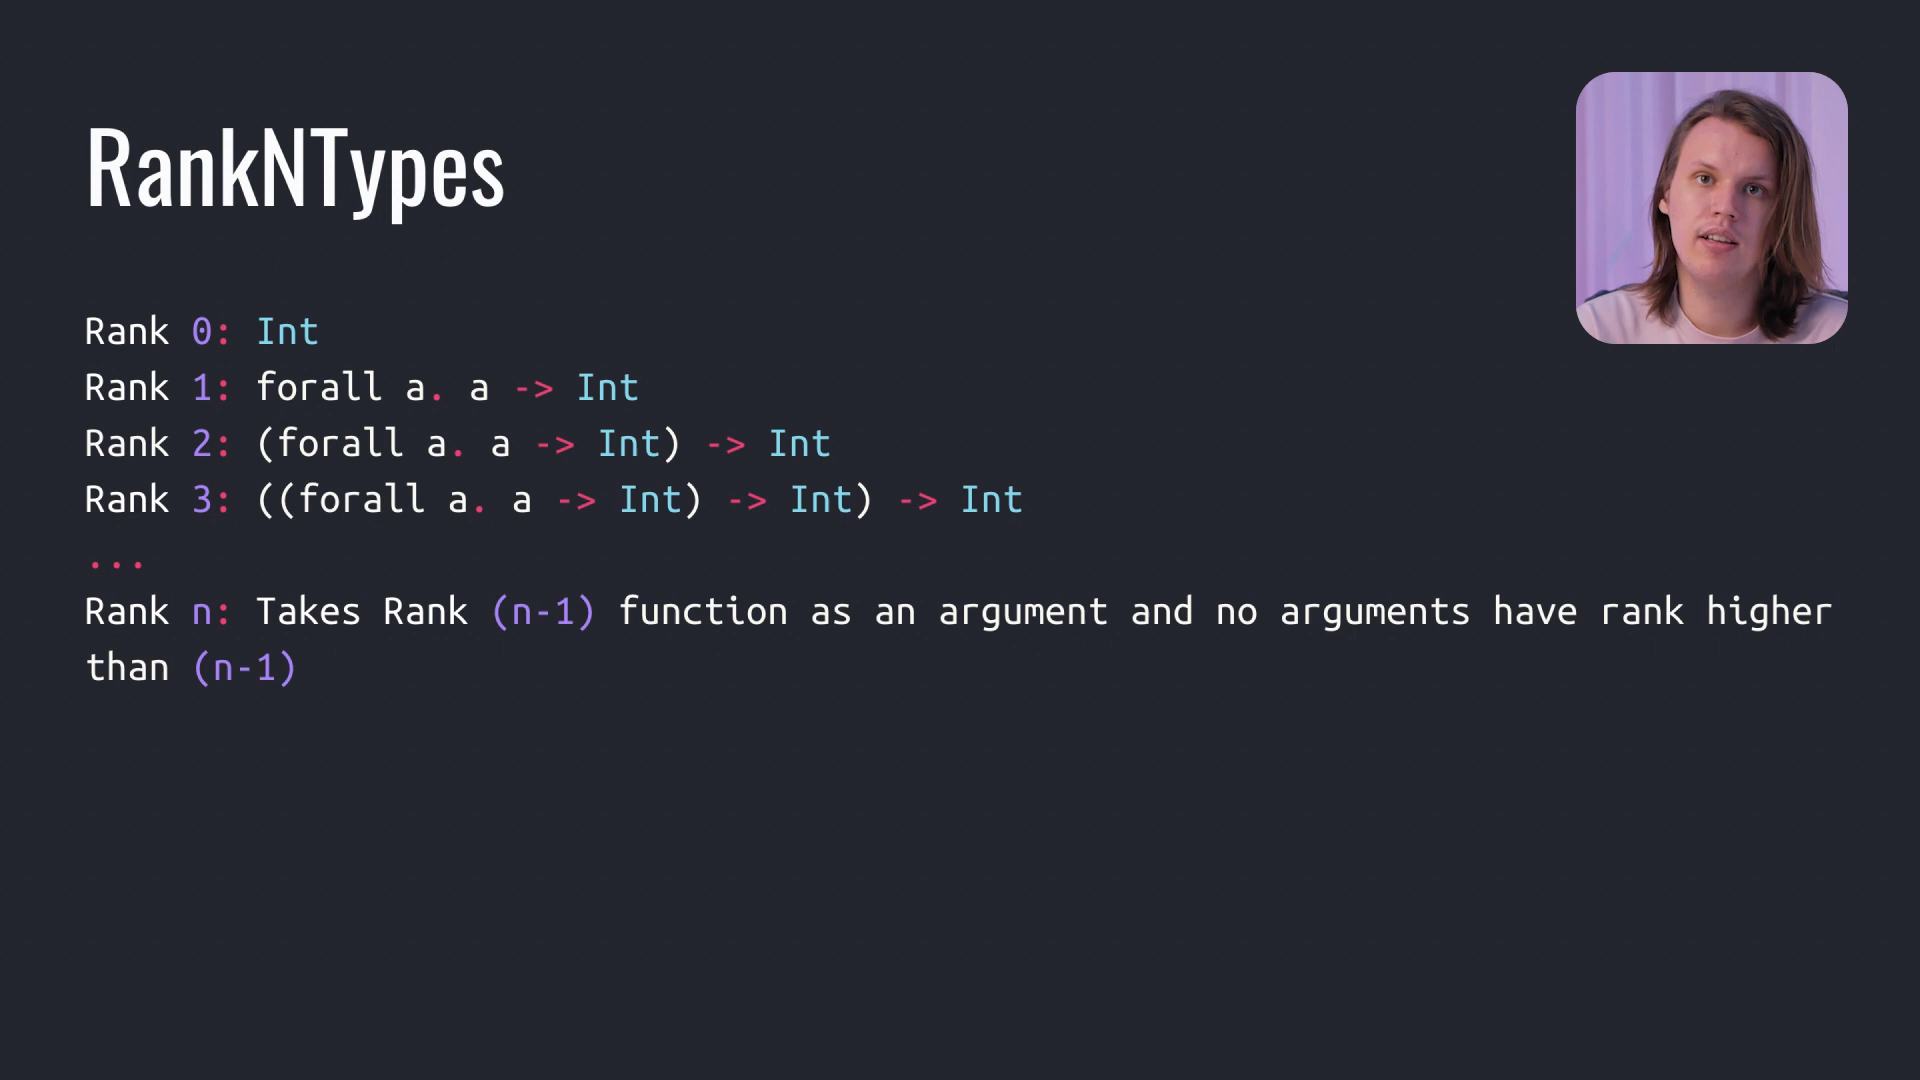 RankNTypes
Rank 0: Int
Rank 1: forall a. a -> Int
Rank 2: (forall a. a -> Int) -> Int
Rank 3: ((forall a. a -> Int) -> Int) -> Int
...
Rank n: Takes Rank (n-1) function as an argument and no arguments have rank higher
than (n-1)